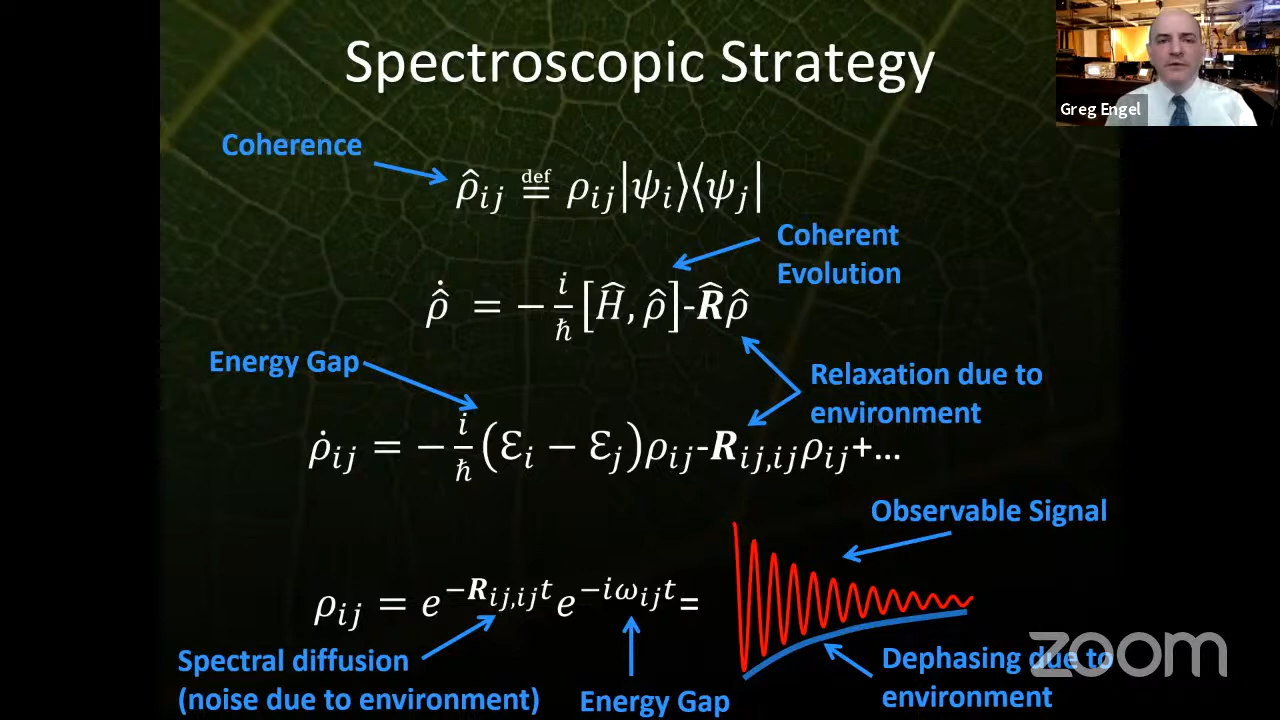 Spectroscopic Strategy
Greg Engel
Coherence
ρ̂ᵢⱼ ≝ ρᵢⱼ|ψᵢ⟩⟨ψⱼ|
Coherent
Evolution
ρ̂̇ = −i/ħ[Ĥ, ρ̂]-R̂ρ̂
Energy Gap
Relaxation due to
environment
ρ̇ᵢⱼ = −i/ħ(Ɛᵢ − Ɛⱼ)ρᵢⱼ-Rᵢⱼ,ᵢⱼρᵢⱼ+...
Observable Signal
ρᵢⱼ = e^(−Rᵢⱼ,ᵢⱼt)e^(−iωᵢⱼt)=
Spectral diffusion
(noise due to environment)
Energy Gap
Dephasing due to
environment
zoom